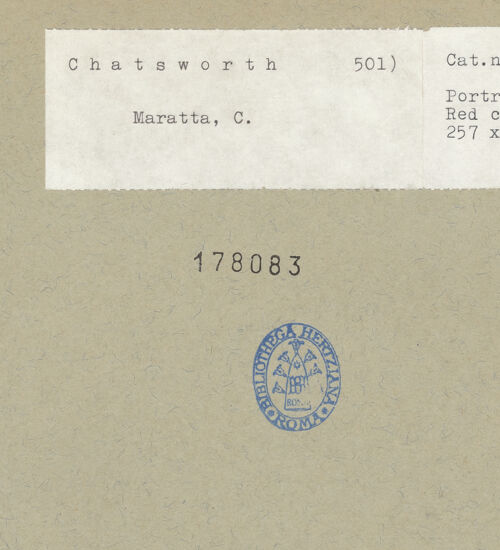 Chatsworth 501)
Maratta, C.
Cat.n
Portr
Red c
257 x
178083
BIBLIOTHECA HERTZIANA
ROMA